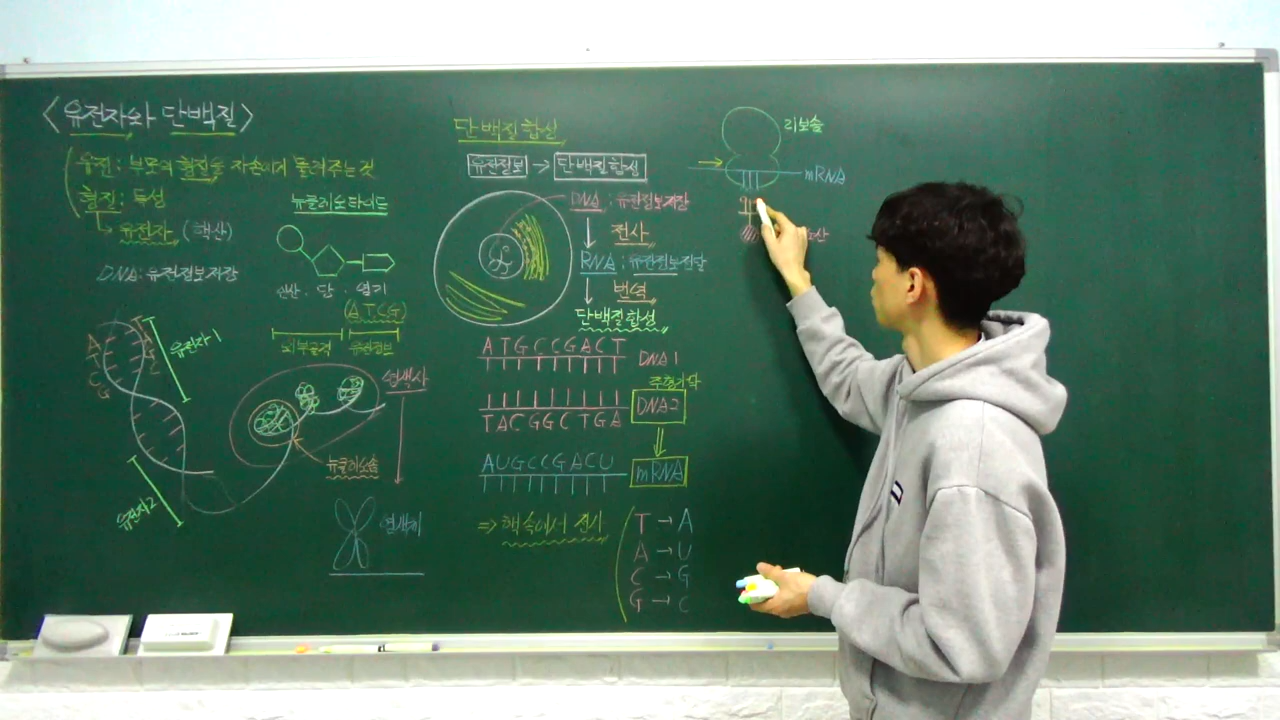 <유전자와 단백질>
유전: 부모의 형질을 자손에게 물려주는 것
형질: 특성
유전자 (핵산)
DNA: 유전정보저장
뉴클레오타이드
인산 · 당 · 염기
(A,T,C,G)
외부골격
유전정보
A
T
C
G
유전자1
유전자2
염색사
뉴클레오솜
염색체
단백질합성
유전정보 → 단백질합성
DNA : 유전정보저장
↓ 전사
RNA : 유전정보전달
↓ 번역
단백질합성
A T G C C G A C T DNA1
주형가닥
T A C G G C T G A DNA2
A U G C C G A C U mRNA
⇒ 핵 속에서 전사
T → A
A → U
C → G
G → C
리보솜
mRNA